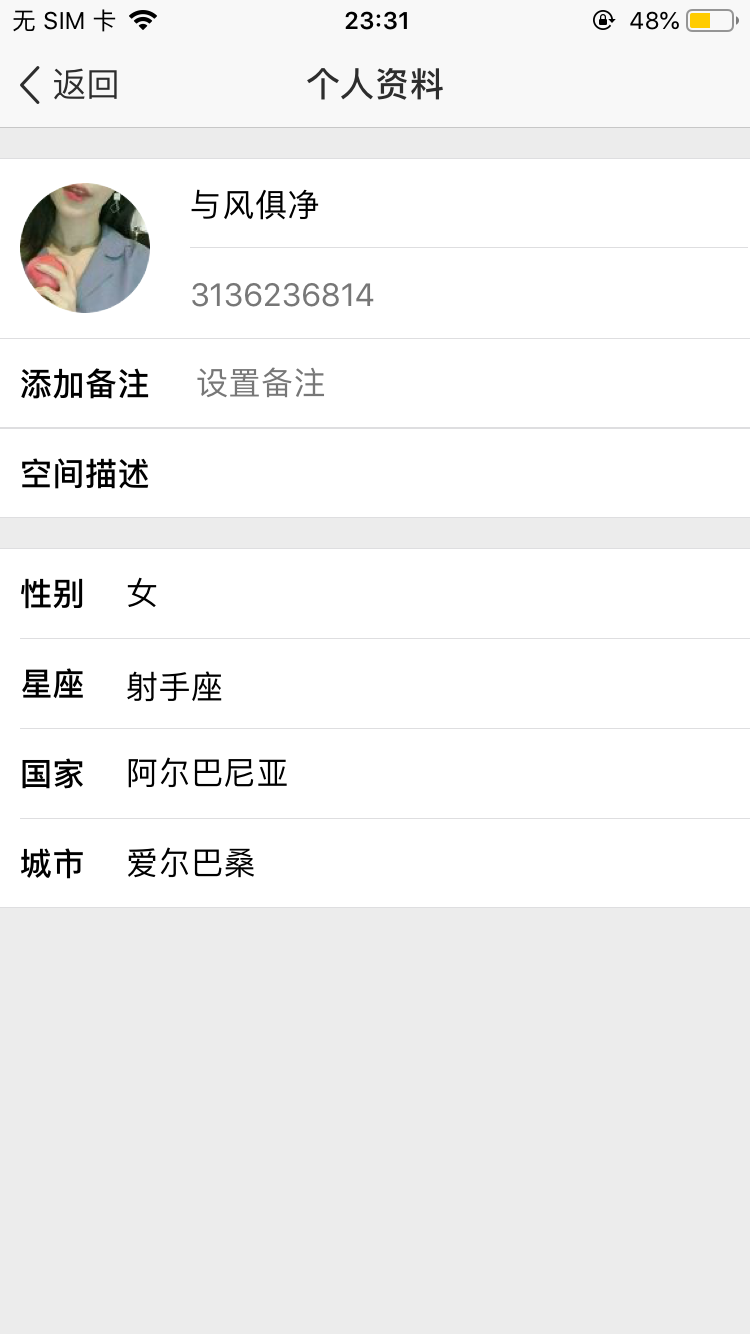 无 SIM 卡 23:31 48%
返回 个人资料
与风俱净
3136236814
添加备注 设置备注
空间描述
性别 女
星座 射手座
国家 阿尔巴尼亚
城市 爱尔巴桑